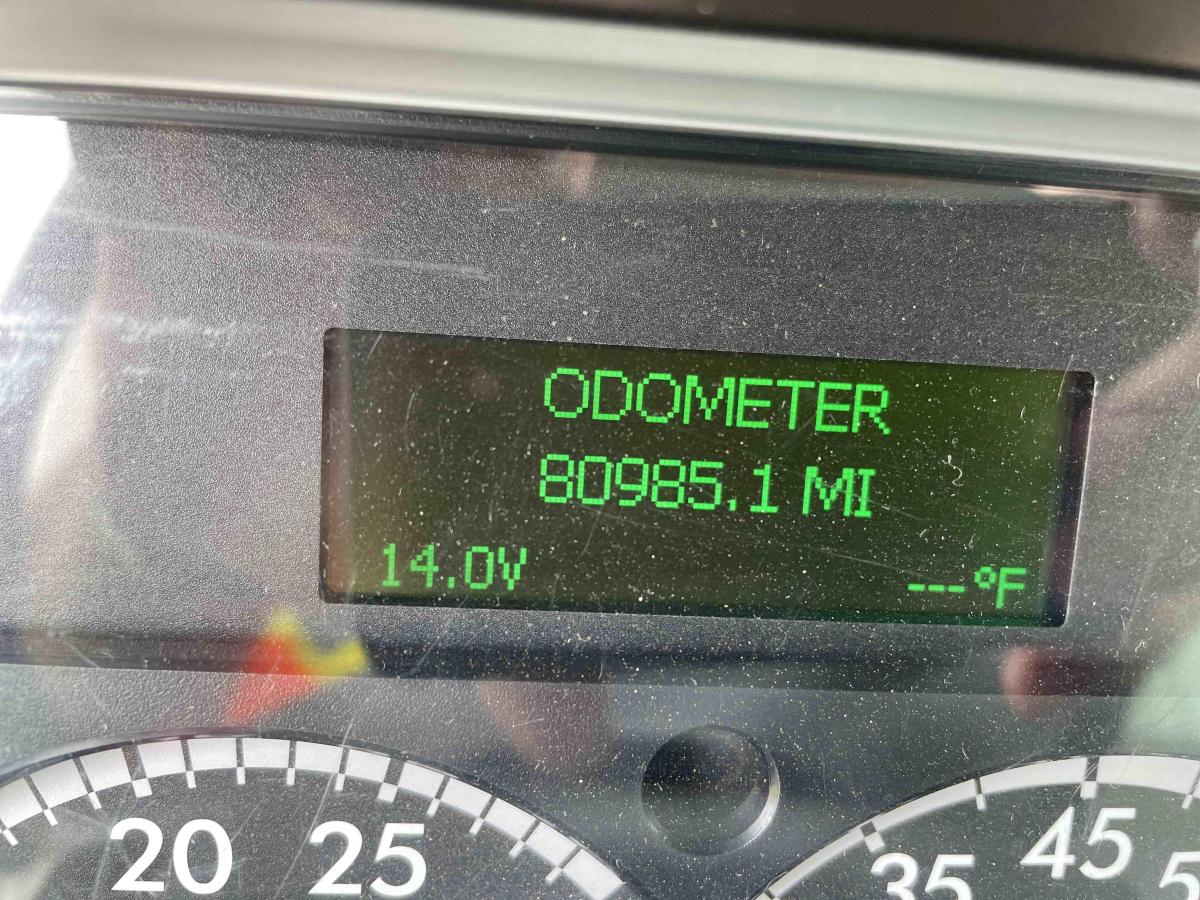 ODOMETER
80985.1 MI
14.0V ---°F
20 25
35 45